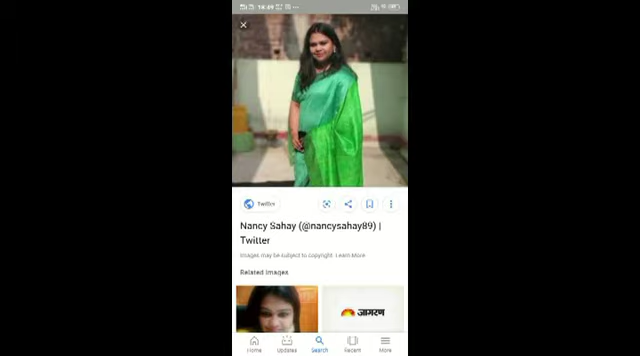 Twitter
Nancy Sahay (@nancysahay89) |
Twitter
Images may be subject to copyright. Learn More
Related images
जागरण
Home
Updates
Search
Recent
More